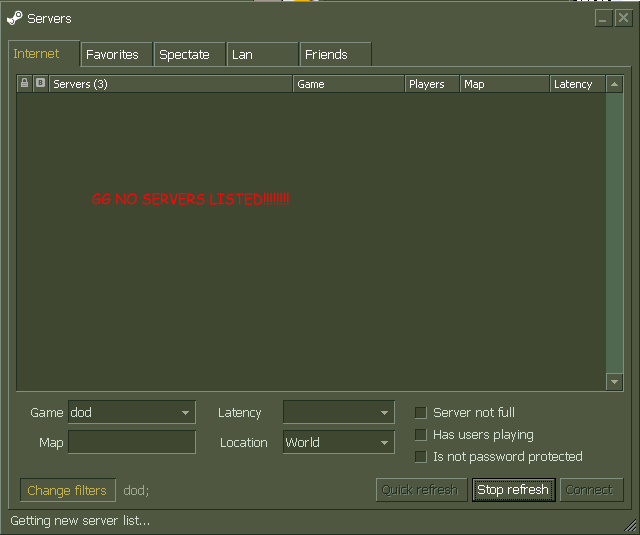 Servers
Internet Favorites Spectate Lan Friends
B Servers (3) Game Players Map Latency
GG NO SERVERS LISTED!!!!!!!!
Game dod Latency Server not full
Map Location World Has users playing
Is not password protected
Change filters dod; Quick refresh Stop refresh Connect
Getting new server list...